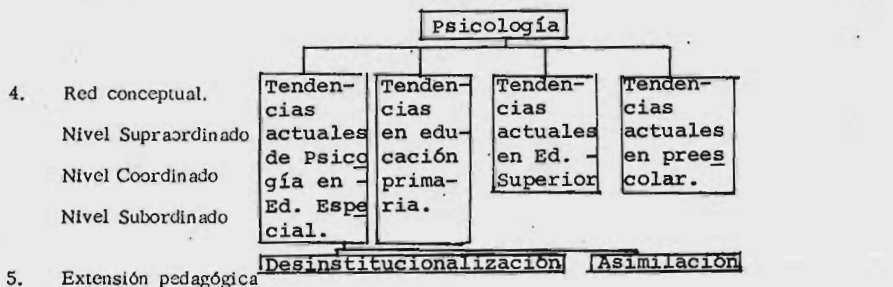 Psicología
4. Red conceptual.
Nivel Supraordinado
Nivel Coordinado
Nivel Subordinado
Tenden-
cias
actuales
de Psico
gía en -
Ed. Espe
cial.
Tenden-
cias
en edu-
cación
prima-
ria.
Tenden-
cias
actuales
en Ed. -
Superior
Tenden-
cias
actuales
en prees
colar.
Desinstitucionalización Asimilación
5. Extensión pedagógica